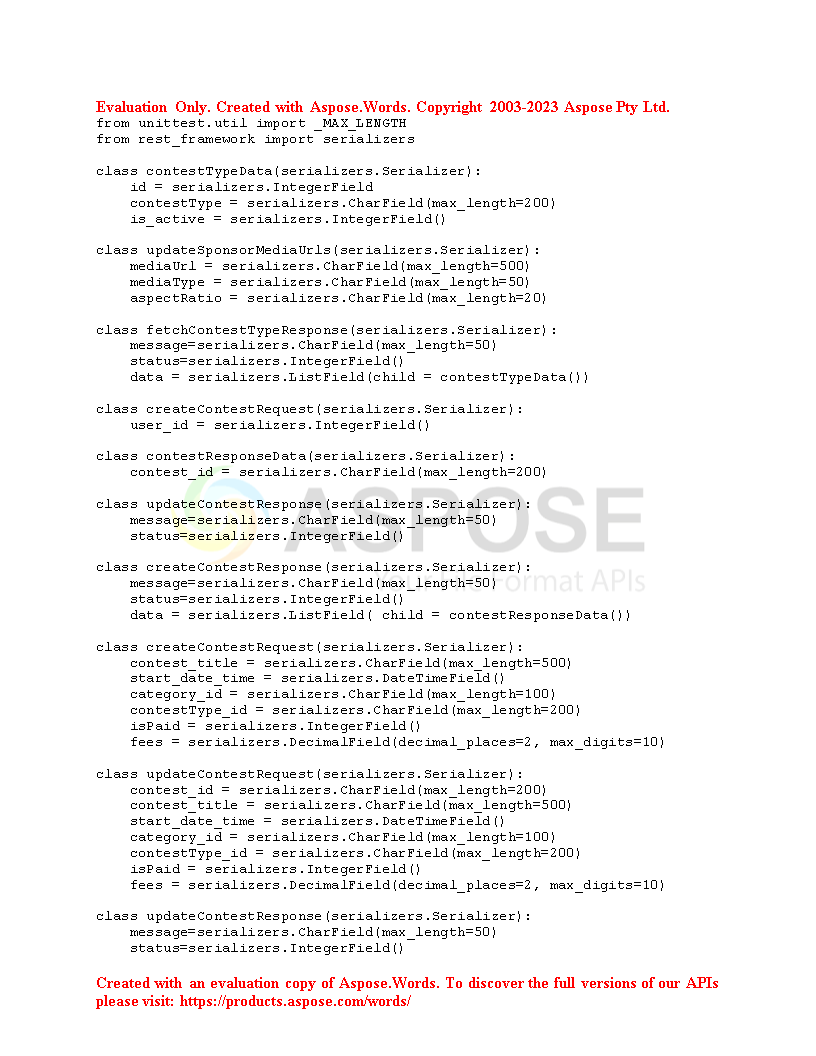 Evaluation Only. Created with Aspose.Words. Copyright 2003-2023 Aspose Pty Ltd.
from unittest.util import _MAX_LENGTH
from rest_framework import serializers
class contestTypeData(serializers.Serializer):
    id = serializers.IntegerField
    contestType = serializers.CharField(max_length=200)
    is_active = serializers.IntegerField()
class updateSponsorMediaUrls(serializers.Serializer):
    mediaUrl = serializers.CharField(max_length=500)
    mediaType = serializers.CharField(max_length=50)
    aspectRatio = serializers.CharField(max_length=20)
class fetchContestTypeResponse(serializers.Serializer):
    message=serializers.CharField(max_length=50)
    status=serializers.IntegerField()
    data = serializers.ListField(child = contestTypeData())
class createContestRequest(serializers.Serializer):
    user_id = serializers.IntegerField()
class contestResponseData(serializers.Serializer):
    contest_id = serializers.CharField(max_length=200)
class updateContestResponse(serializers.Serializer):
    message=serializers.CharField(max_length=50)
    status=serializers.IntegerField()
ASPOSE
class createContestResponse(serializers.Serializer):
    message=serializers.CharField(max_length=50)
    status=serializers.IntegerField()
    data = serializers.ListField( child = contestResponseData())
Format APIs
class createContestRequest(serializers.Serializer):
    contest_title = serializers.CharField(max_length=500)
    start_date_time = serializers.DateTimeField()
    category_id = serializers.CharField(max_length=100)
    contestType_id = serializers.CharField(max_length=200)
    isPaid = serializers.IntegerField()
    fees = serializers.DecimalField(decimal_places=2, max_digits=10)
class updateContestRequest(serializers.Serializer):
    contest_id = serializers.CharField(max_length=200)
    contest_title = serializers.CharField(max_length=500)
    start_date_time = serializers.DateTimeField()
    category_id = serializers.CharField(max_length=100)
    contestType_id = serializers.CharField(max_length=200)
    isPaid = serializers.IntegerField()
    fees = serializers.DecimalField(decimal_places=2, max_digits=10)
class updateContestResponse(serializers.Serializer):
    message=serializers.CharField(max_length=50)
    status=serializers.IntegerField()
Created with an evaluation copy of Aspose.Words. To discover the full versions of our APIs
please visit: https://products.aspose.com/words/